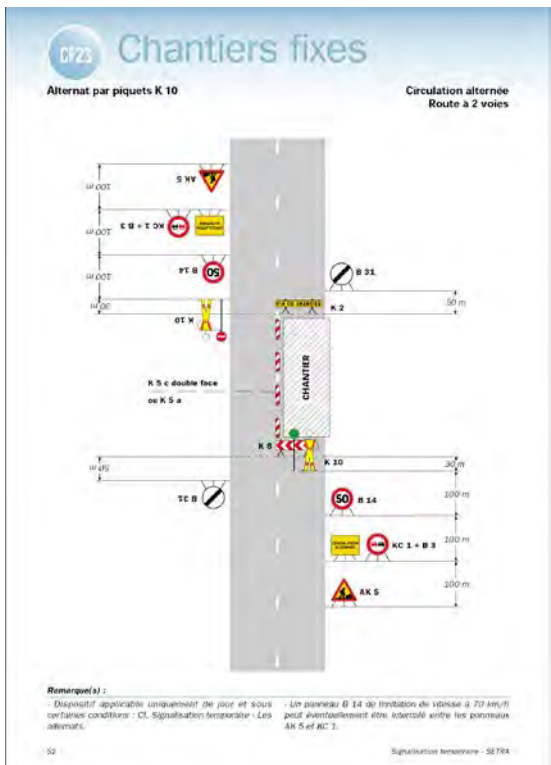 CF23 Chantiers fixes
Alternat par piquets K 10
Circulation alternée
Route à 2 voies
AK 5
100 m
KC 1 + B 3
100 m
50
B 14
100 m
30 m
K 10
B 31
50 m
K 2
CHANTIER
K 5 c double face
ou K 5 a
K 8
K 10
50 m
B 31
30 m
50
B 14
100 m
KC 1 + B 3
100 m
AK 5
100 m
Remarque(s) :
- Dispositif applicable uniquement de jour et sous
certaines conditions : Cf. Signalisation temporaire - Les
alternats.
- Un panneau B 14 de limitation de vitesse à 70 km/h
peut éventuellement être intercalé entre les panneaux
AK 5 et KC 1.
52
Signalisation temporaire - SETRA